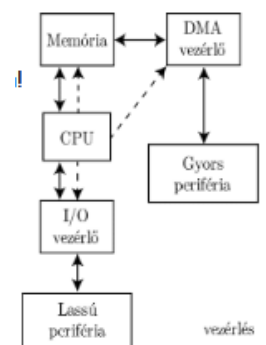 Memória
DMA
vezérlő
!
CPU
Gyors
periféria
I/O
vezérlő
Lassú
periféria
vezérlés